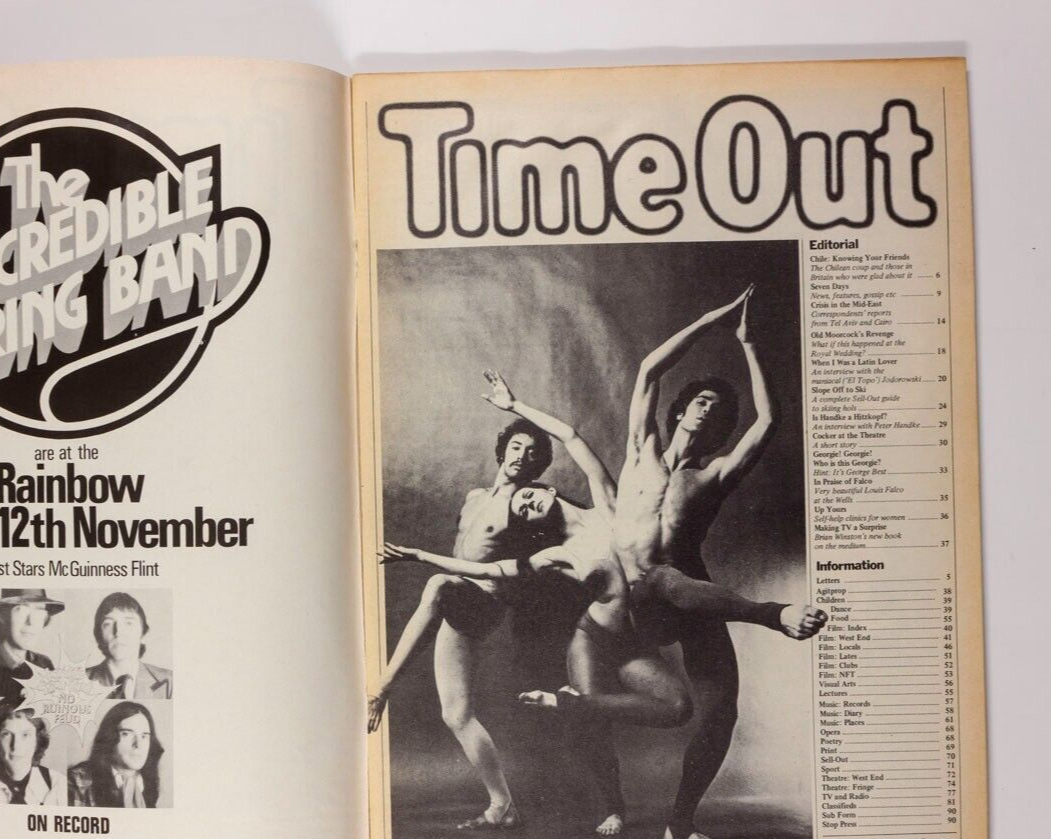 The
CREDIBLE
RING BAND
are at the
Rainbow
12th November
st Stars McGuinness Flint
NO
RUINOUS
FEUD
ON RECORD
Time Out
Editorial
Chile: Knowing Your Friends
The Chilean coup and those in
Britain who were glad about it 6
Seven Days
News, features, gossip etc 9
Crisis in the Mid-East
Correspondents' reports
from Tel Aviv and Cairo 14
Old Moorcock's Revenge
What if this happened at the
Royal Wedding? 18
When I Was a Latin Lover
An interview with the
maniacal ('El Topo') Jodorowski 20
Slope Off to Ski
A complete Sell-Out guide
to skiing hols 24
Is Handke a Hitzkopf?
An interview with Peter Handke 29
Cocker at the Theatre
A short story 30
Georgie! Georgie!
Who is this Georgie?
Hint: It's George Best 33
In Praise of Falco
Very beautiful Louis Falco
at the Wells 35
Up Yours
Self-help clinics for women 36
Making TV a Surprise
Brian Winston's new book
on the medium 37
Information
Letters 5
Agitprop 38
Children 39
Dance 39
Food 55
Film: Index 40
Film: West End 41
Film: Locals 46
Film: Lates 51
Film: Clubs 52
Film: NFT 53
Visual Arts 56
Lectures 55
Music: Records 57
Music: Diary 58
Music: Places 61
Opera 68
Poetry 68
Print 69
Sell-Out 70
Sport 71
Theatre: West End 72
Theatre: Fringe 74
TV and Radio 77
Classifieds 81
Sub Form 90
Stop Press 90